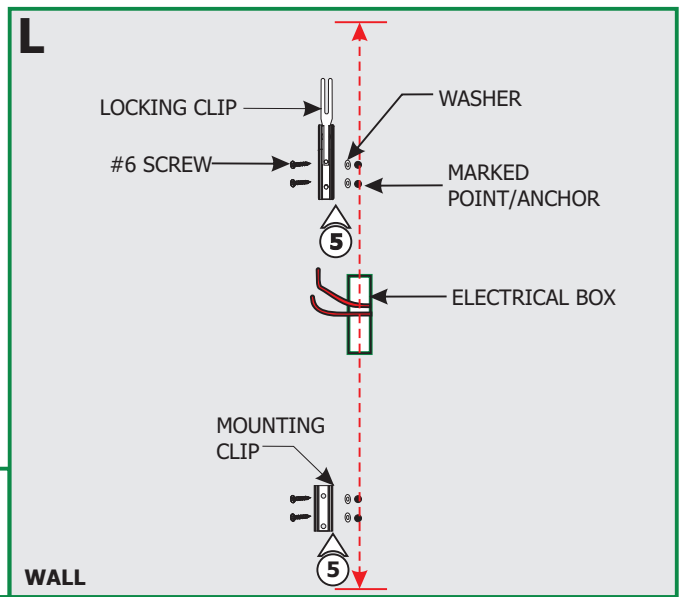 L
LOCKING CLIP
WASHER
#6 SCREW
MARKED
POINT/ANCHOR
5
ELECTRICAL BOX
MOUNTING
CLIP
5
WALL